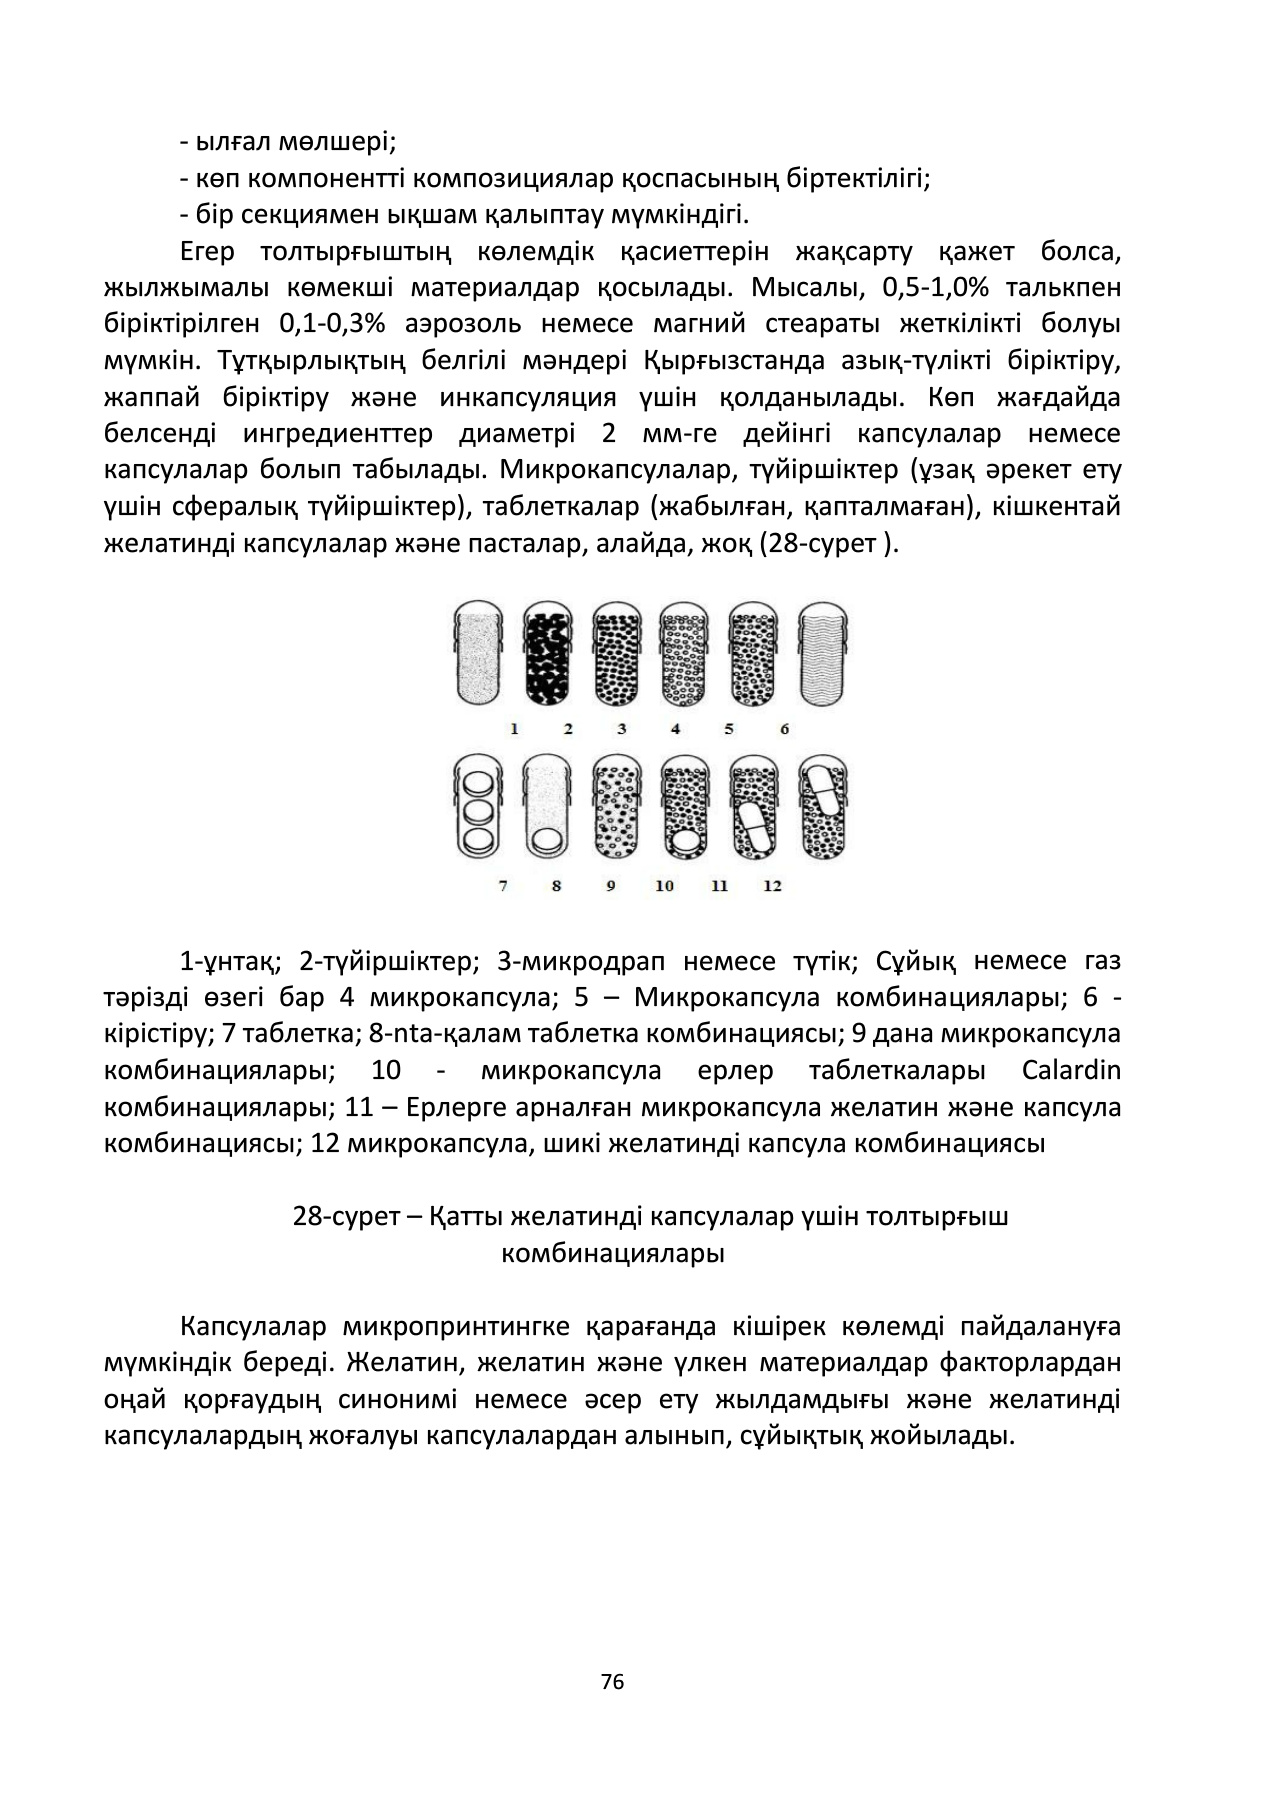 - ылғал мөлшері;
- көп компонентті композициялар қоспасының біртектілігі;
- бір секциямен ықшам қалыптау мүмкіндігі.
Егер толтырғыштың көлемдік қасиеттерін жақсарту қажет болса,
жылжымалы көмекші материалдар қосылады. Мысалы, 0,5-1,0% талькпен
біріктірілген 0,1-0,3% аэрозоль немесе магний стеараты жеткілікті болуы
мүмкін. Тұтқырлықтың белгілі мәндері Қырғызстанда азық-түлікті біріктіру,
жаппай біріктіру және инкапсуляция үшін қолданылады. Көп жағдайда
белсенді ингредиенттер диаметрі 2 мм-ге дейінгі капсулалар немесе
капсулалар болып табылады. Микрокапсулалар, түйіршіктер (ұзақ әрекет ету
үшін сфералық түйіршіктер), таблеткалар (жабылған, қапталмаған), кішкентай
желатинді капсулалар және пасталар, алайда, жоқ (28-сурет ).
1 2 3 4 5 6
7 8 9 10 11 12
1-ұнтақ; 2-түйіршіктер; 3-микродрап немесе түтік; Сұйық немесе газ
тәрізді өзегі бар 4 микрокапсула; 5 – Микрокапсула комбинациялары; 6 -
кірістіру; 7 таблетка; 8-nta-қалам таблетка комбинациясы; 9 дана микрокапсула
комбинациялары; 10 - микрокапсула ерлер таблеткалары Calardin
комбинациялары; 11 – Ерлерге арналған микрокапсула желатин және капсула
комбинациясы; 12 микрокапсула, шикі желатинді капсула комбинациясы
28-сурет – Қатты желатинді капсулалар үшін толтырғыш
комбинациялары
Капсулалар микропринтингке қарағанда кішірек көлемді пайдалануға
мүмкіндік береді. Желатин, желатин және үлкен материалдар факторлардан
оңай қорғаудың синонимі немесе әсер ету жылдамдығы және желатинді
капсулалардың жоғалуы капсулалардан алынып, сұйықтық жойылады.
76